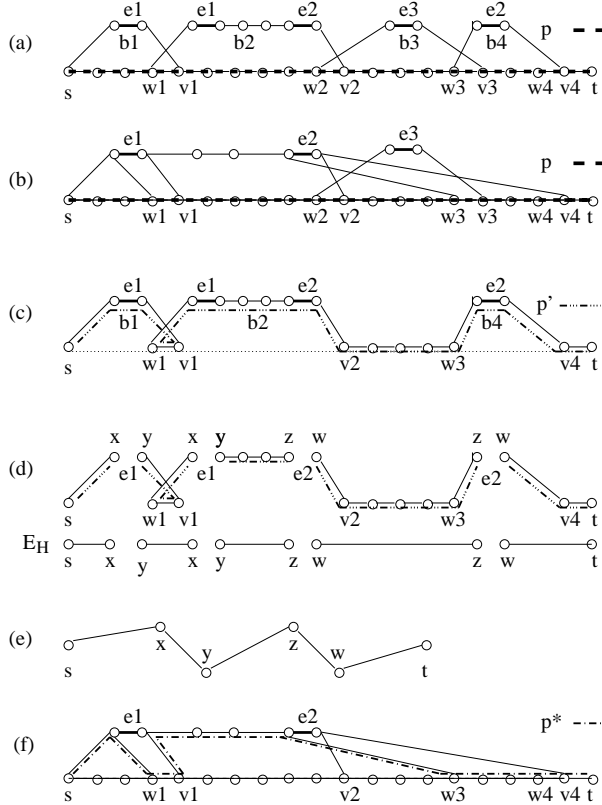 e1 e1 e2 e3 e2
(a) b1 b2 b3 b4 p
s w1 v1 w2 v2 w3 v3 w4 v4 t
e1 e2 e3
(b) p
s w1 v1 w2 v2 w3 v3 w4 v4 t
e1 e1 e2 e2
(c) b1 b2 b4 p'
s w1 v1 v2 w3 v4 t
x y x y z w z w
(d) e1 e1 e2 e2
s w1 v1 v2 w3 v4 t
E_H
s x y x y z w z w t
(e) x z
y w
s t
e1 e2 p*
(f)
s w1 v1 v2 w3 w4 v4 t